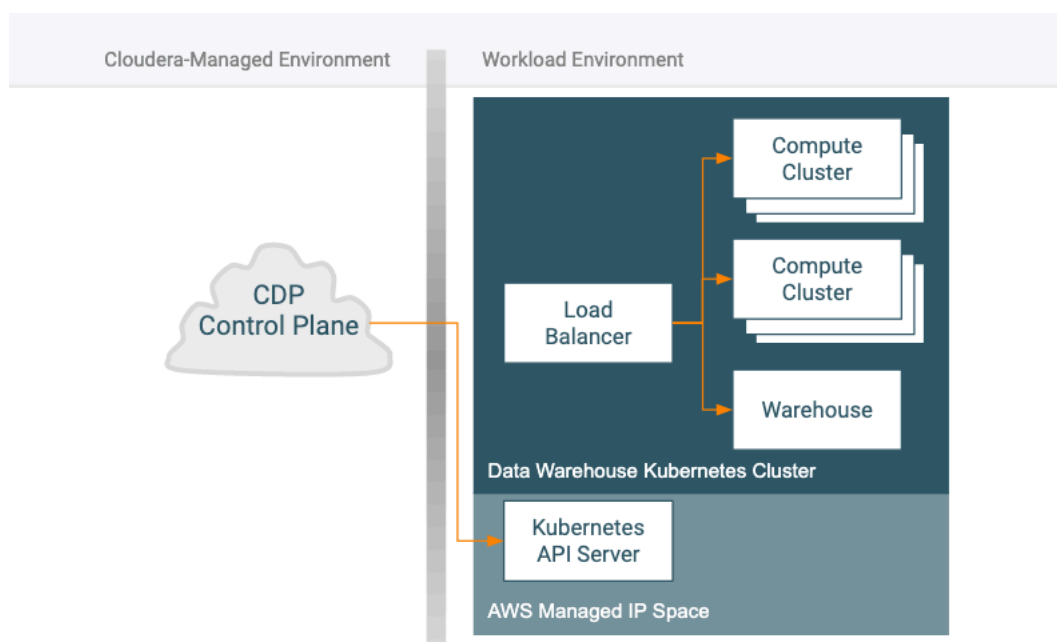 Cloudera-Managed Environment
Workload Environment
Compute
Cluster
Compute
Cluster
CDP
Control Plane
Load
Balancer
Warehouse
Data Warehouse Kubernetes Cluster
Kubernetes
API Server
AWS Managed IP Space